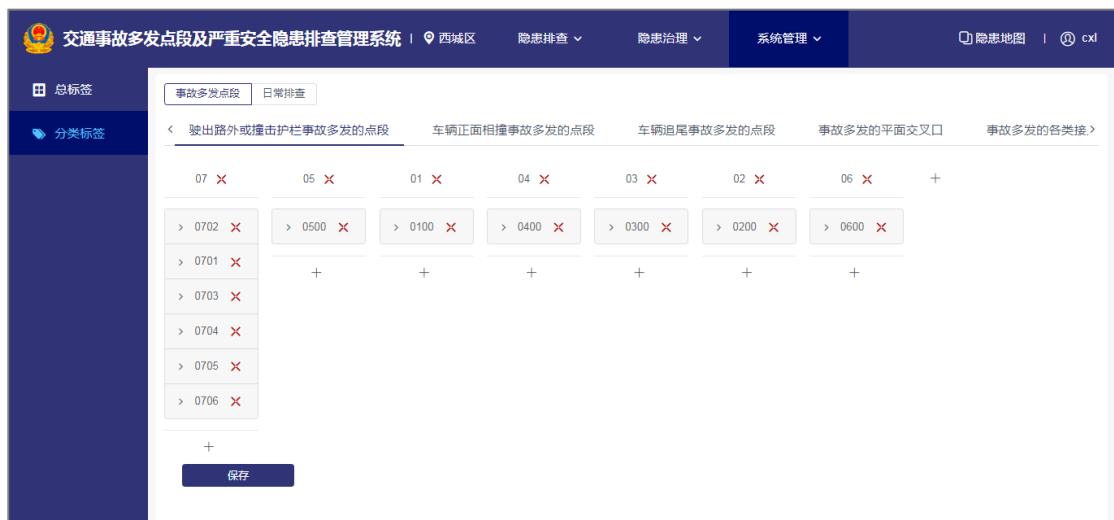 交通事故多发点段及严重安全隐患排查管理系统 | 西城区 隐患排查 隐患治理 系统管理 隐患地图 | cxl
总标签
分类标签
事故多发点段 日常排查
驶出路外或撞击护栏事故多发的点段 车辆正面相撞事故多发的点段 车辆追尾事故多发的点段 事故多发的平面交叉口 事故多发的各类接
07 05 01 04 03 02 06 +
0702 0500 0100 0400 0300 0200 0600
0701
+ + + + + +
0703
0704
0705
0706
+
保存